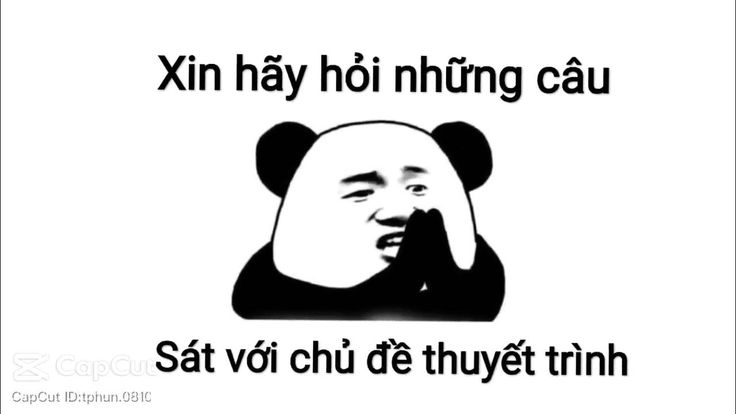 Xin hãy hỏi những câu
Sát với chủ đề thuyết trình
CapCut
CapCut ID:tphun.0810